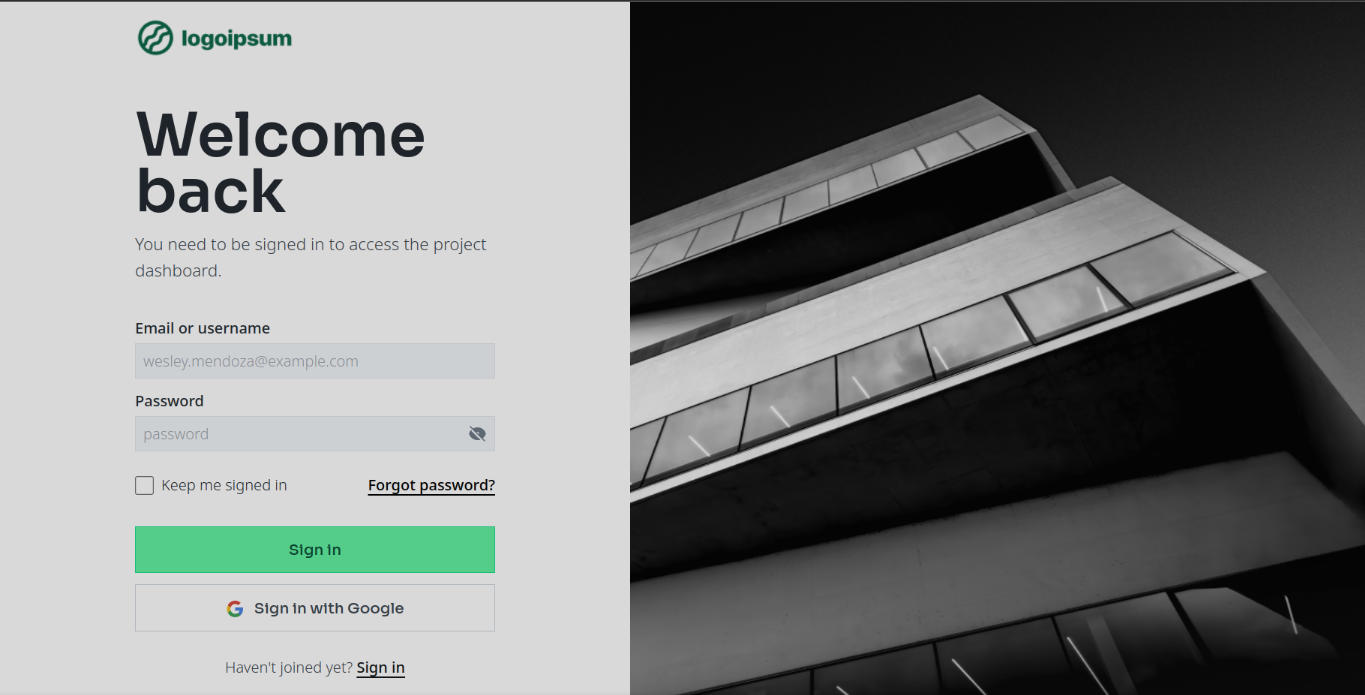 logoipsum
Welcome
back
You need to be signed in to access the project
dashboard.
Email or username
wesley.mendoza@example.com
Password
password
Keep me signed in Forgot password?
Sign in
Sign in with Google
Haven't joined yet? Sign in